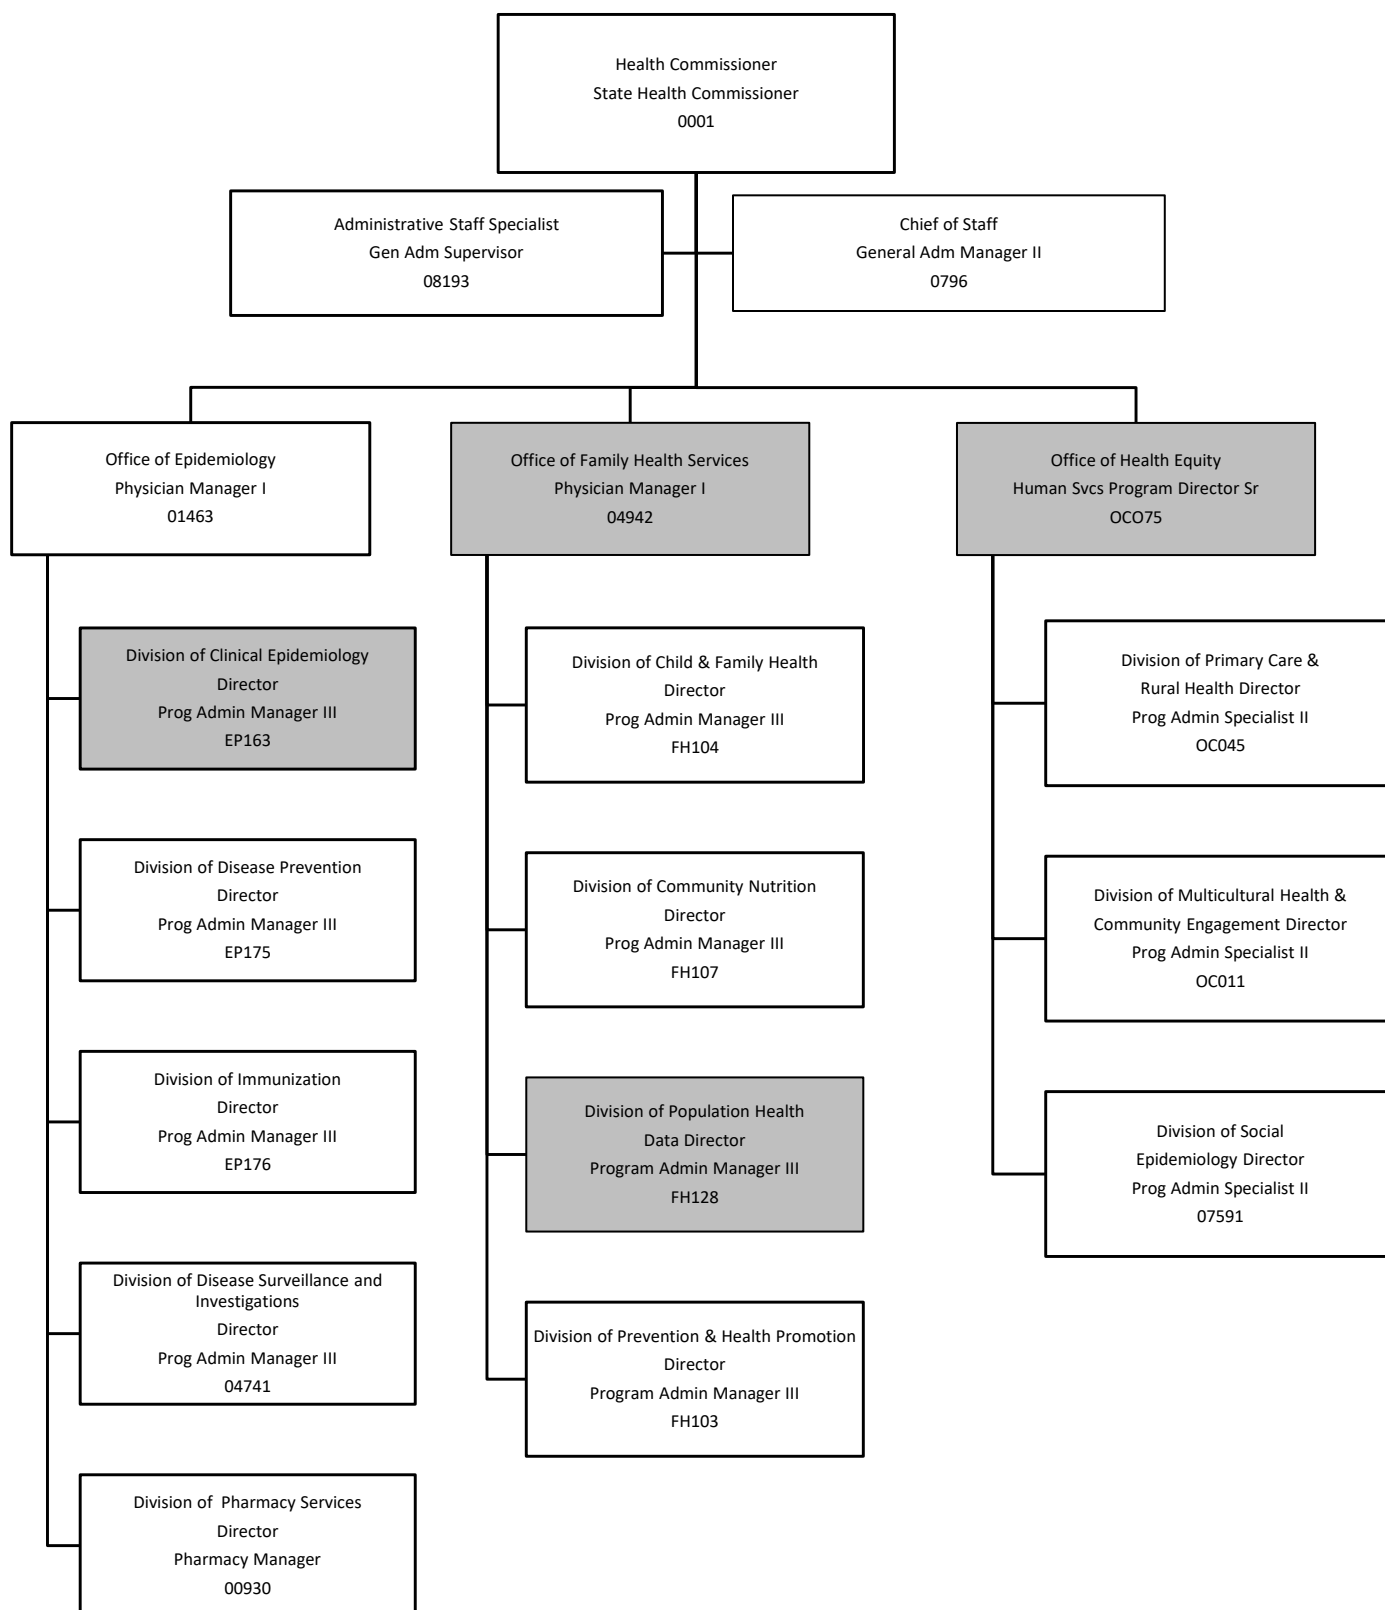 Health Commissioner
State Health Commissioner
0001
Administrative Staff Specialist
Gen Adm Supervisor
08193
Chief of Staff
General Adm Manager II
0796
Office of Epidemiology
Physician Manager I
01463
Office of Family Health Services
Physician Manager I
04942
Office of Health Equity
Human Svcs Program Director Sr
OCO75
Division of Clinical Epidemiology
Director
Prog Admin Manager III
EP163
Division of Disease Prevention
Director
Prog Admin Manager III
EP175
Division of Immunization
Director
Prog Admin Manager III
EP176
Division of Disease Surveillance and
Investigations
Director
Prog Admin Manager III
04741
Division of  Pharmacy Services
Director
Pharmacy Manager
00930
Division of Child & Family Health
Director
Prog Admin Manager III
FH104
Division of Community Nutrition
Director
Prog Admin Manager III
FH107
Division of Population Health
Data Director
Program Admin Manager III
FH128
Division of Prevention & Health Promotion
Director
Program Admin Manager III
FH103
Division of Primary Care &
Rural Health Director
Prog Admin Specialist II
OC045
Division of Multicultural Health &
Community Engagement Director
Prog Admin Specialist II
OC011
Division of Social
Epidemiology Director
Prog Admin Specialist II
07591